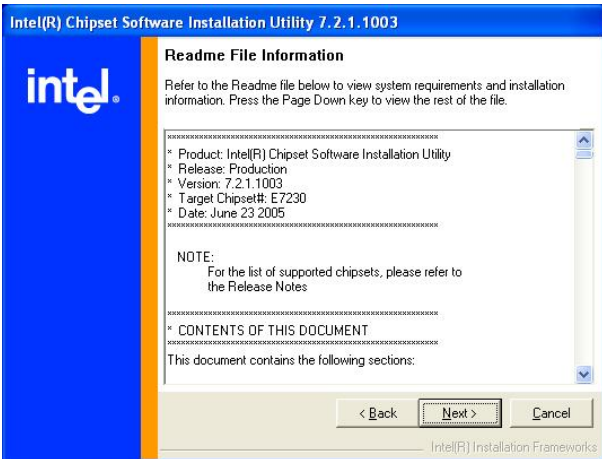 Intel(R) Chipset Software Installation Utility 7.2.1.1003
intel.
Readme File Information
Refer to the Readme file below to view system requirements and installation
information. Press the Page Down key to view the rest of the file.
************************************************************
* Product: Intel(R) Chipset Software Installation Utility
* Release: Production
* Version: 7.2.1.1003
* Target Chipset#: E7230
* Date: June 23 2005
************************************************************
NOTE:
For the list of supported chipsets, please refer to
the Release Notes
************************************************************
* CONTENTS OF THIS DOCUMENT
************************************************************
This document contains the following sections:
< Back
Next >
Cancel
Intel(R) Installation Frameworks